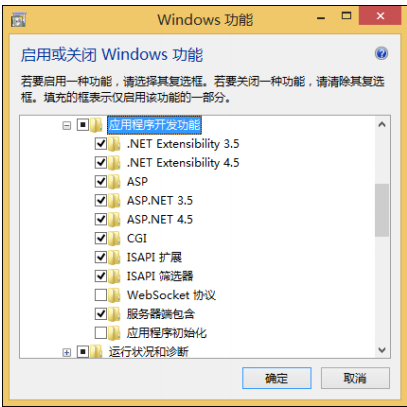 Windows 功能
启用或关闭 Windows 功能
若要启用一种功能，请选择其复选框。若要关闭一种功能，请清除其复选
框。填充的框表示仅启用该功能的一部分。
应用程序开发功能
.NET Extensibility 3.5
.NET Extensibility 4.5
ASP
ASP.NET 3.5
ASP.NET 4.5
CGI
ISAPI 扩展
ISAPI 筛选器
WebSocket 协议
服务器端包含
应用程序初始化
运行状况和诊断
确定
取消